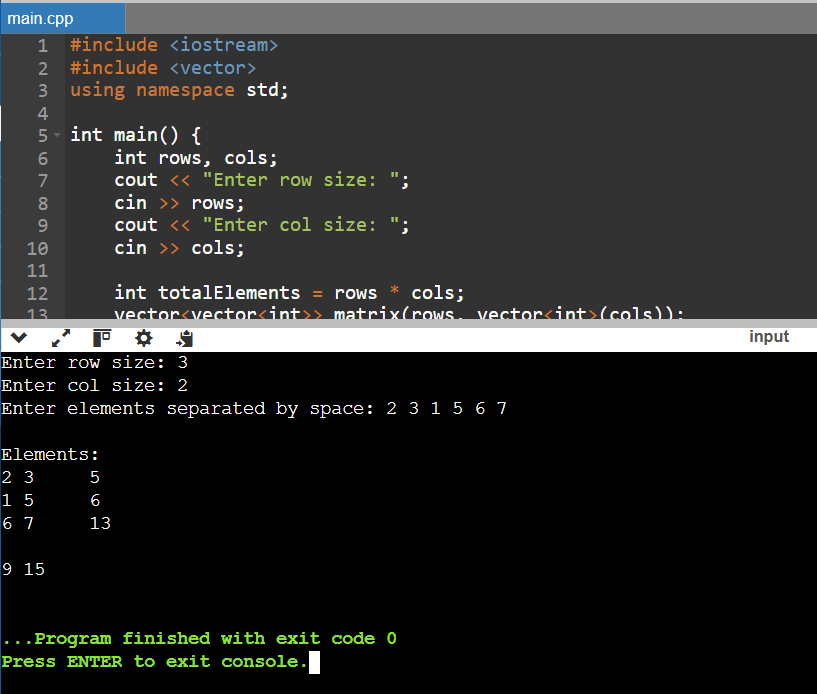 main.cpp
1 #include <iostream>
2 #include <vector>
3 using namespace std;
4
5 int main() {
6     int rows, cols;
7     cout << "Enter row size: ";
8     cin >> rows;
9     cout << "Enter col size: ";
10     cin >> cols;
11
12     int totalElements = rows * cols;
13     vector<vector<int>> matrix(rows, vector<int>(cols));
input
Enter row size: 3
Enter col size: 2
Enter elements separated by space: 2 3 1 5 6 7
Elements:
2 3     5
1 5     6
6 7     13
9 15
...Program finished with exit code 0
Press ENTER to exit console.